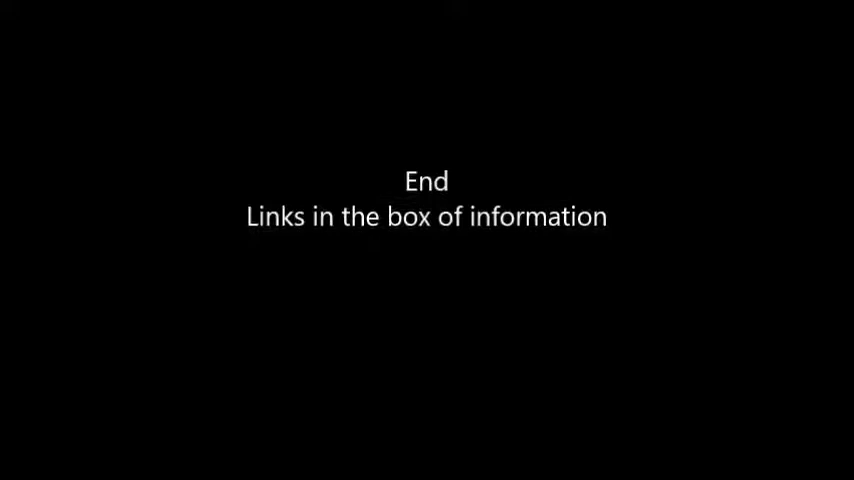 End
Links in the box of information